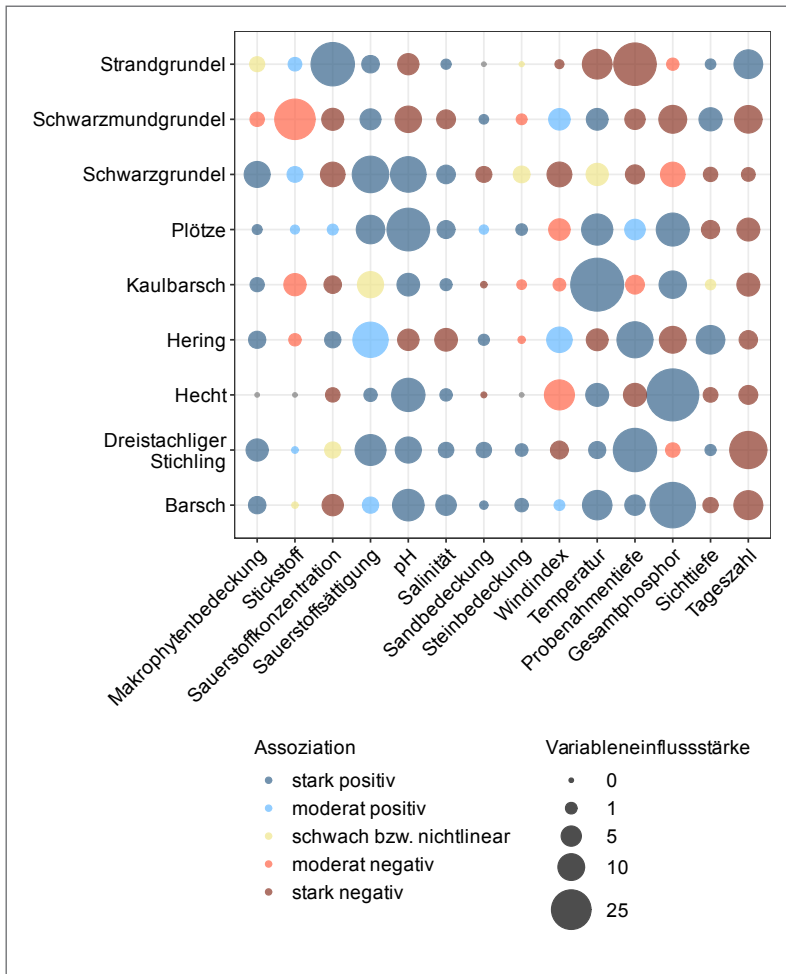 Strandgrundel
Schwarzmundgrundel
Schwarzgrundel
Plötze
Kaulbarsch
Hering
Hecht
Dreistachliger
Stichling
Barsch
Makrophytenbedeckung
Stickstoff
Sauerstoffkonzentration
Sauerstoffsättigung
pH
Salinität
Sandbedeckung
Steinbedeckung
Windindex
Temperatur
Probenahmentiefe
Gesamtphosphor
Sichttiefe
Tageszahl
Assoziation
stark positiv
moderat positiv
schwach bzw. nichtlinear
moderat negativ
stark negativ
Variableneinflussstärke
0
1
5
10
25